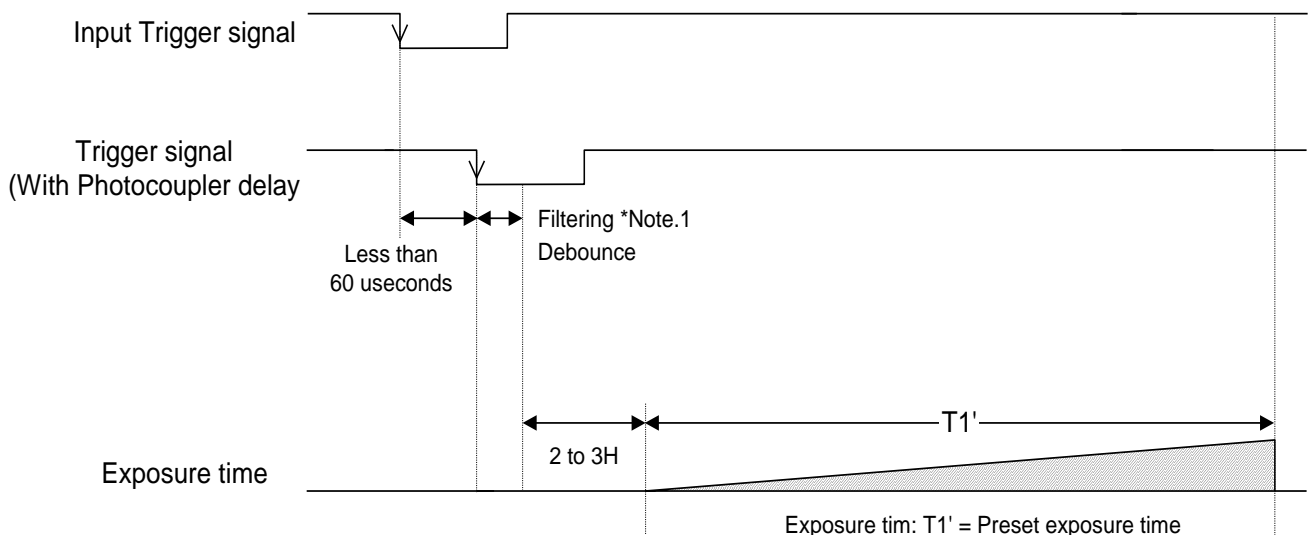 Input Trigger signal
Trigger signal
(With Photocoupler delay
Filtering *Note.1
Debounce
Less than
60 useconds
T1'
2 to 3H
Exposure time
Exposure tim: T1' = Preset exposure time